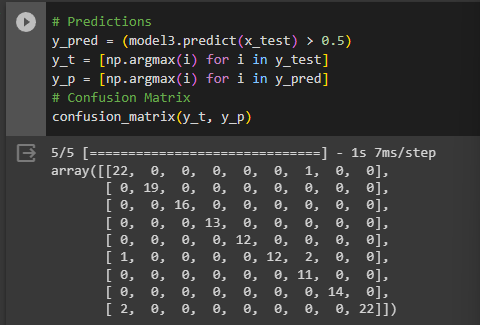 # Predictions
y_pred = (model3.predict(x_test) > 0.5)
y_t = [np.argmax(i) for i in y_test]
y_p = [np.argmax(i) for i in y_pred]
# Confusion Matrix
confusion_matrix(y_t, y_p)
5/5 [==============================] - 1s 7ms/step
array([[22,  0,  0,  0,  0,  0,  1,  0,  0],
       [ 0, 19,  0,  0,  0,  0,  0,  0,  0],
       [ 0,  0, 16,  0,  0,  0,  0,  0,  0],
       [ 0,  0,  0, 13,  0,  0,  0,  0,  0],
       [ 0,  0,  0,  0, 12,  0,  0,  0,  0],
       [ 1,  0,  0,  0,  0, 12,  2,  0,  0],
       [ 0,  0,  0,  0,  0,  0, 11,  0,  0],
       [ 0,  0,  0,  0,  0,  0,  0, 14,  0],
       [ 2,  0,  0,  0,  0,  0,  0,  0, 22]])